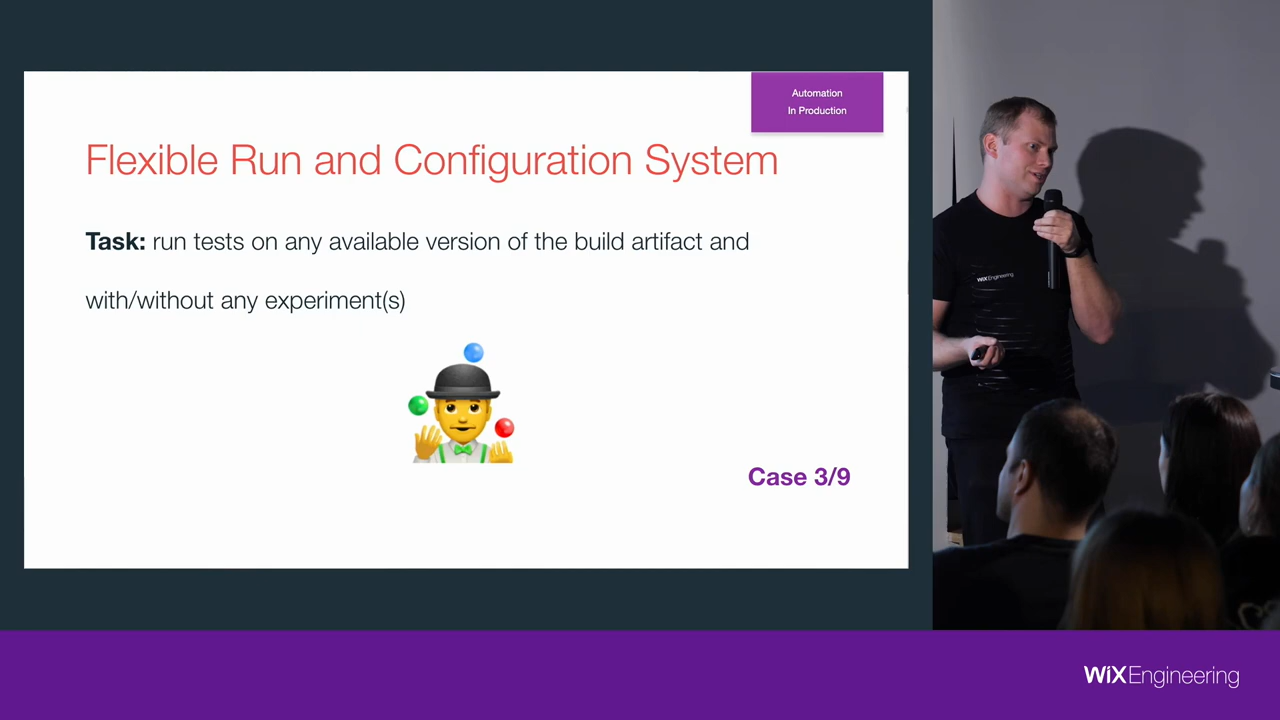 Automation
In Production
Flexible Run and Configuration System
Task: run tests on any available version of the build artifact and
with/without any experiment(s)
Case 3/9
WiX Engineering
WiXEngineering